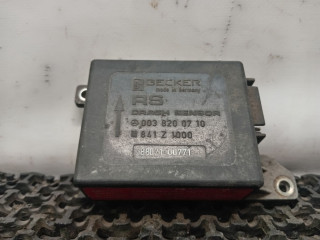 BECKER
Made in Germany
RS
CRASH SENSOR
003 820 07 10
841 Z 1000